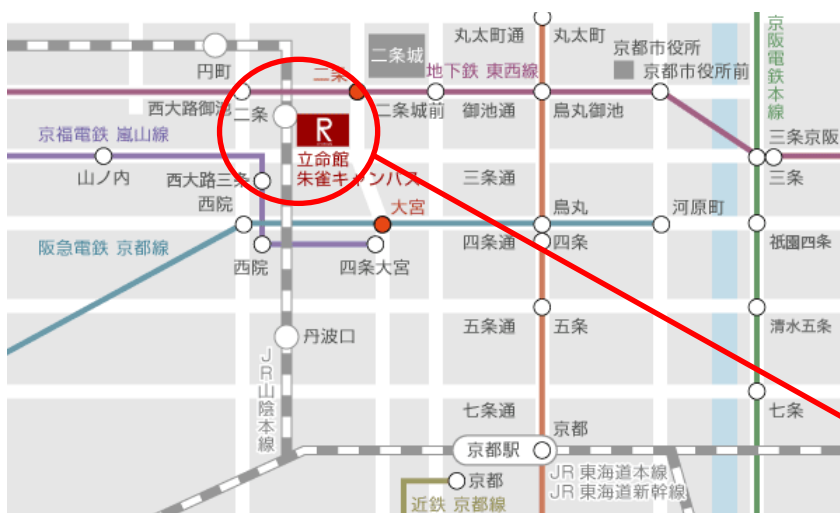 丸太町通
丸太町
京都市役所
京阪電鉄本線
円町
二条
二条城
地下鉄 東西線
京都市役所前
西大路御池
二条
二条城前
御池通
烏丸御池
京福電鉄 嵐山線
R
三条京阪
立命館
朱雀キャンパス
山ノ内
西大路三条
三条通
三条
西院
大宮
烏丸
河原町
阪急電鉄 京都線
西院
四条大宮
四条通
四条
祇園四条
丹波口
五条通
五条
清水五条
JR山陰本線
七条通
七条
京都
京都駅
京都
JR 東海道本線
JR 東海道新幹線
近鉄 京都線